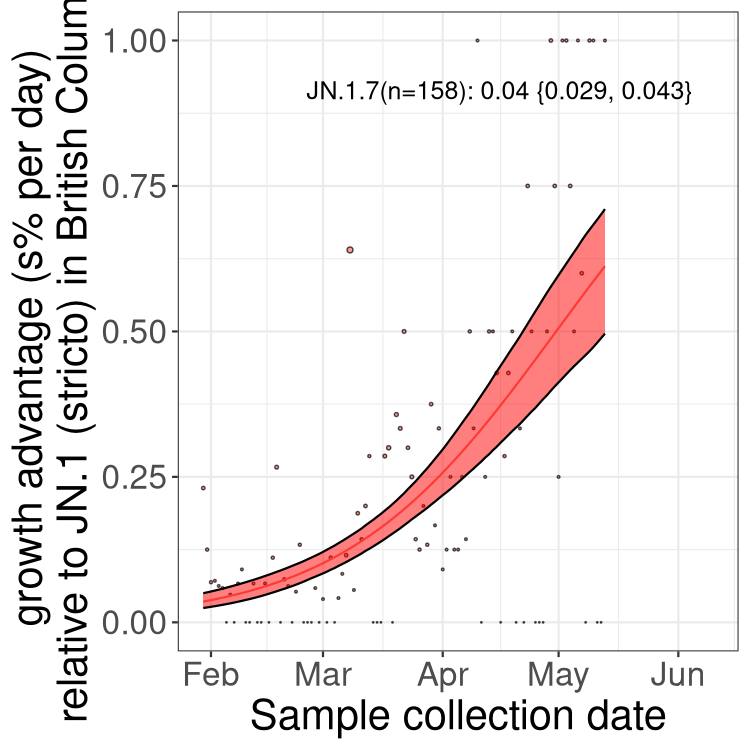 growth advantage (s% per day)
relative to JN.1 (stricto) in British Colum
1.00
0.75
0.50
0.25
0.00
JN.1.7(n=158): 0.04 {0.029, 0.043}
Feb Mar Apr May Jun
Sample collection date